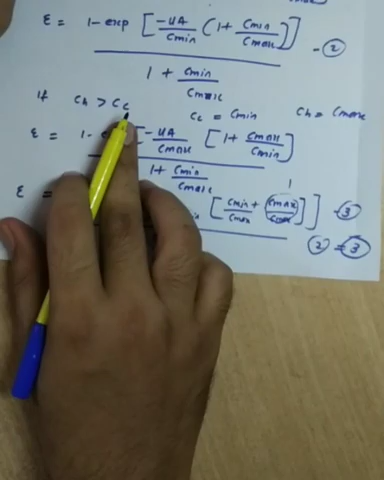 ε = 1 - exp [ -UA/Cmin ( 1 + Cmin/Cmax ) ] - ②
1 + Cmin/Cmax
If Ch > Cc
Cc = Cmin Ch = Cmax
ε = 1 - [ -UA/Cmax [ 1 + Cmax/Cmin ]
1 + Cmin/Cmax
ε = [ Cmin/Cmax + Cmax/Cmax ] ] - ③
② = ③